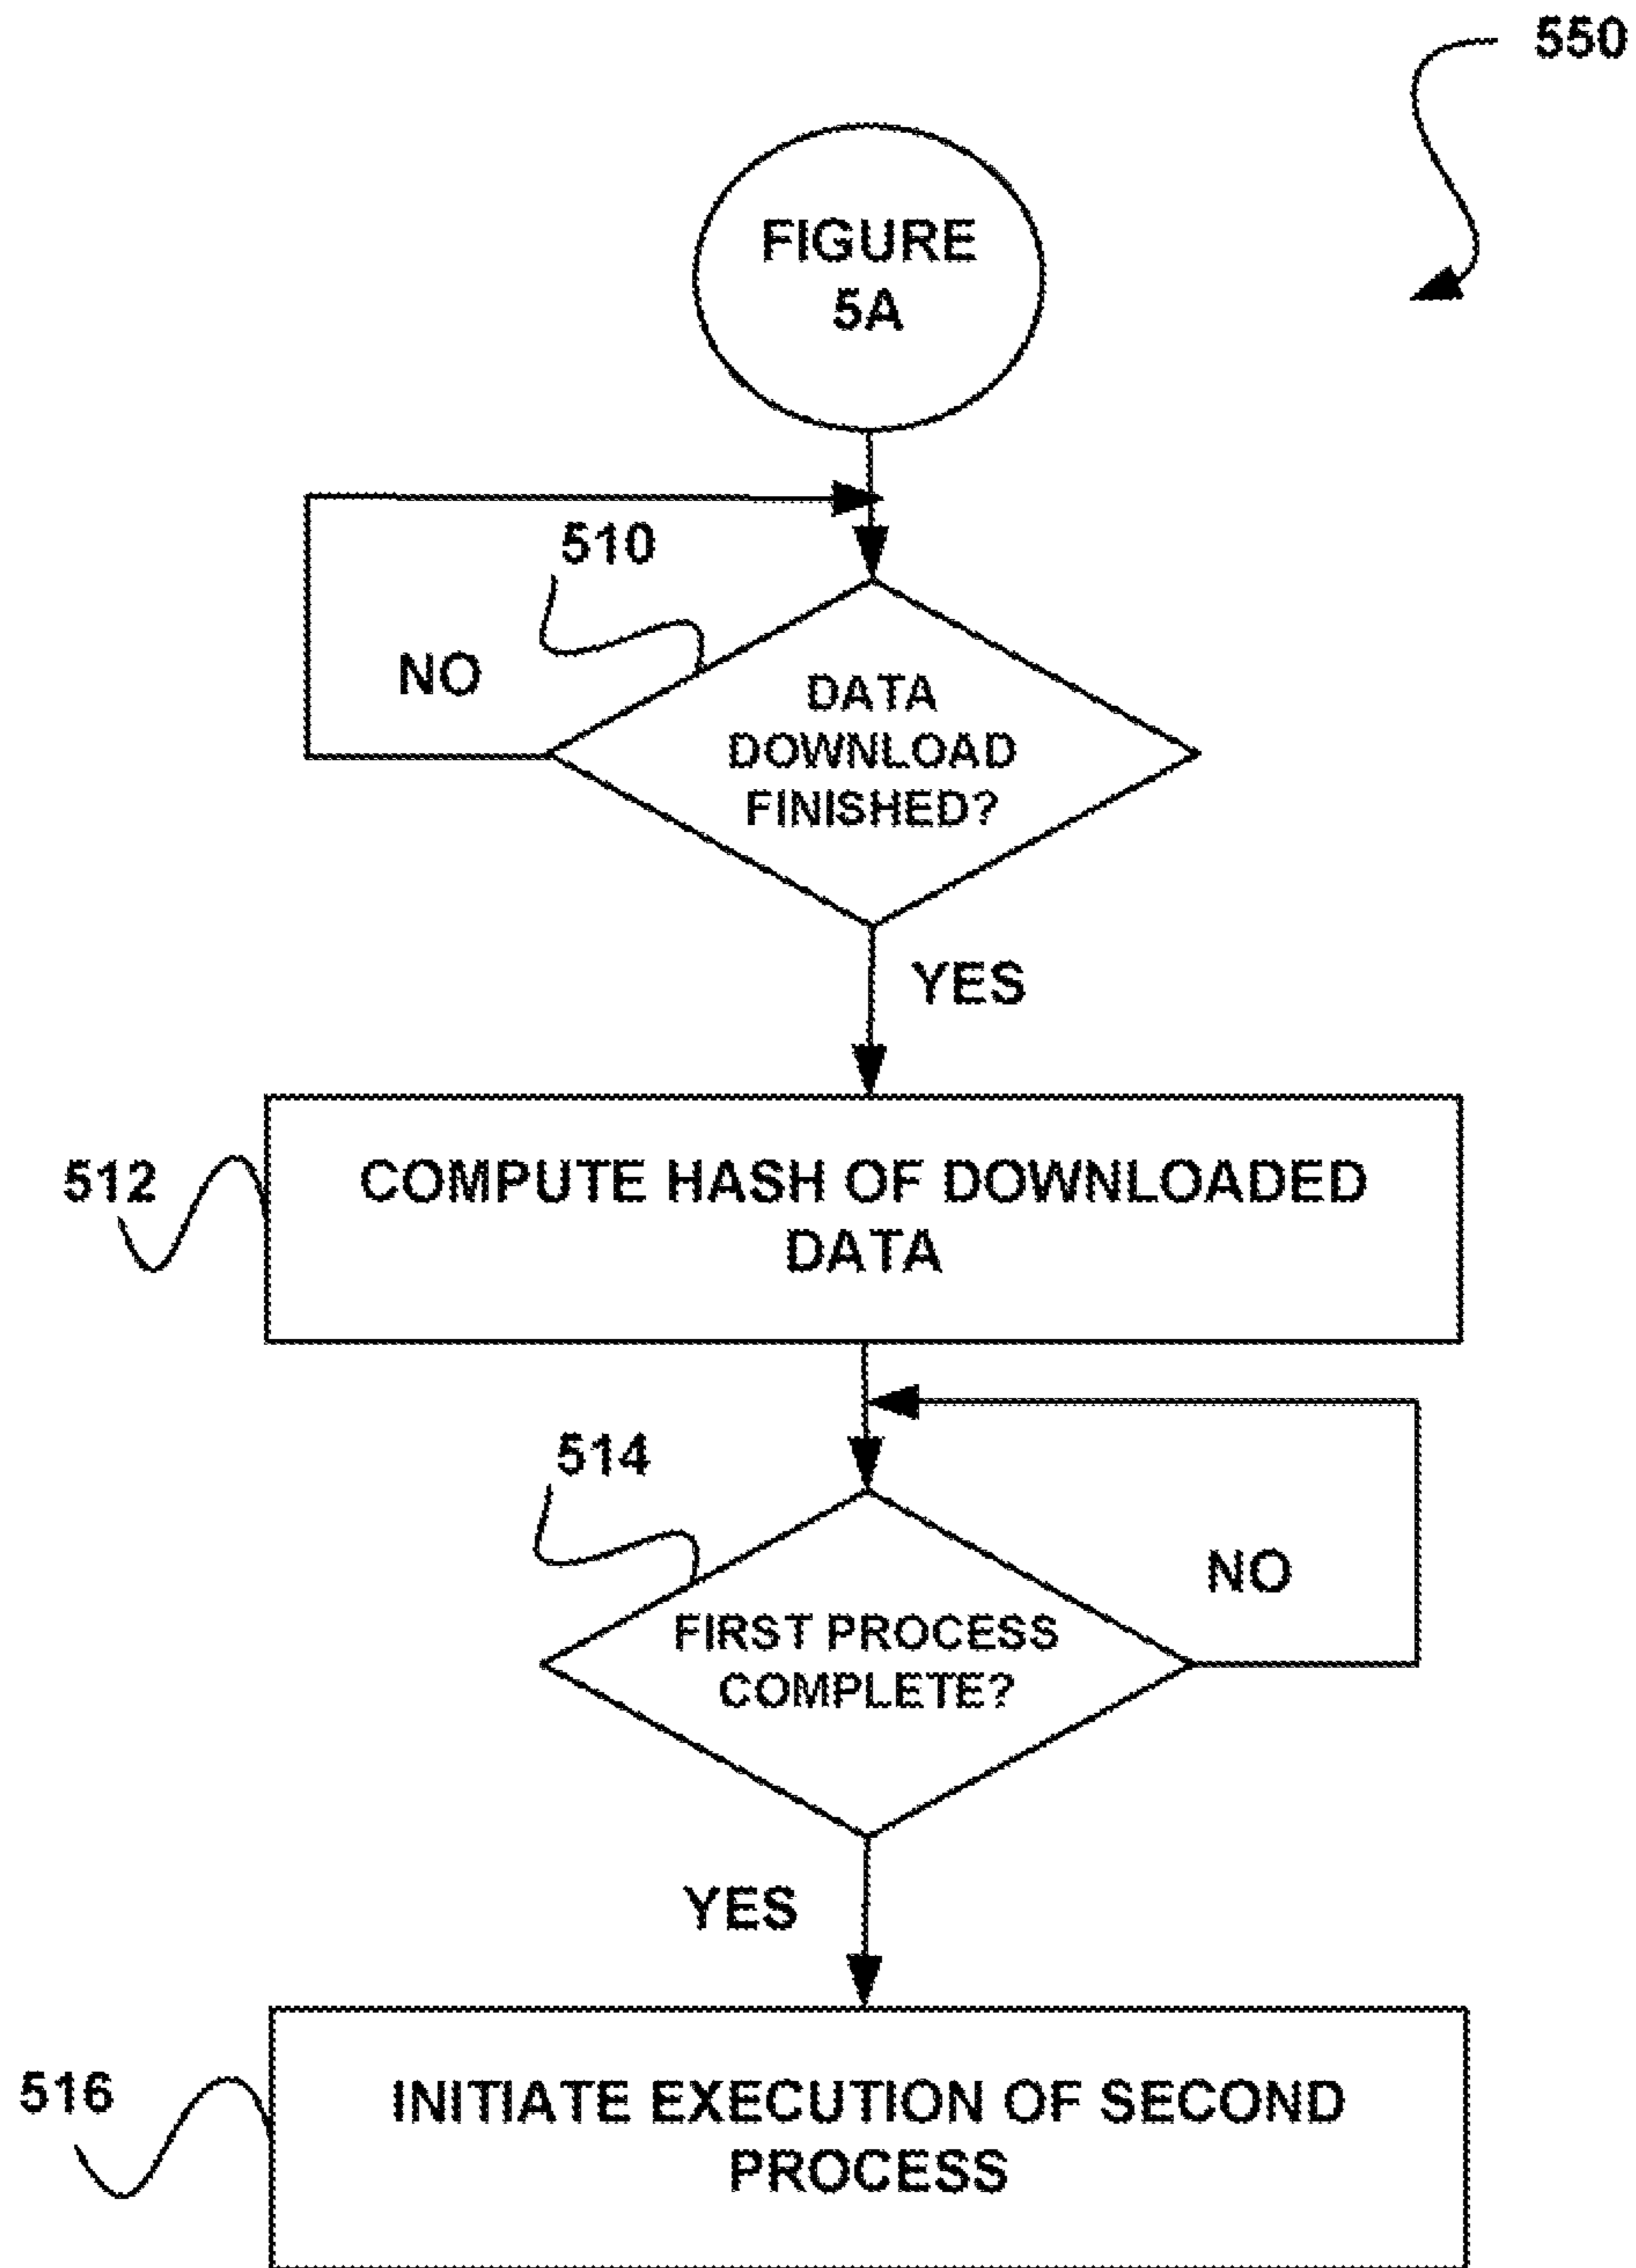 550
FIGURE
5A
510
NO
DATA
DOWNLOAD
FINISHED?
YES
512
COMPUTE HASH OF DOWNLOADED
DATA
514
NO
FIRST PROCESS
COMPLETE?
YES
516
INITIATE EXECUTION OF SECOND
PROCESS